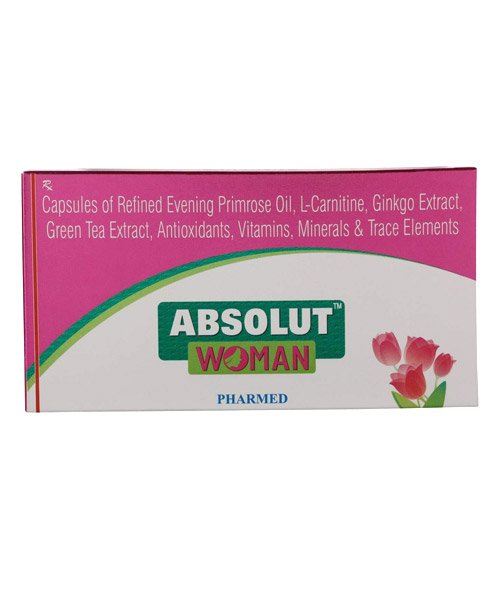 Rx
Capsules of Refined Evening Primrose Oil, L-Carnitine, Ginkgo Extract,
Green Tea Extract, Antioxidants, Vitamins, Minerals & Trace Elements
ABSOLUT™
WOMAN
PHARMED